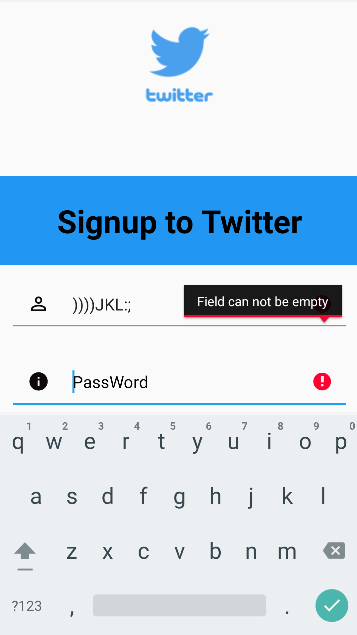 twitter
Signup to Twitter
))))JKL:;
Field can not be empty
PassWord
1 2 3 4 5 6 7 8 9 0
q w e r t y u i o p
a s d f g h j k l
z x c v b n m
?123 , .